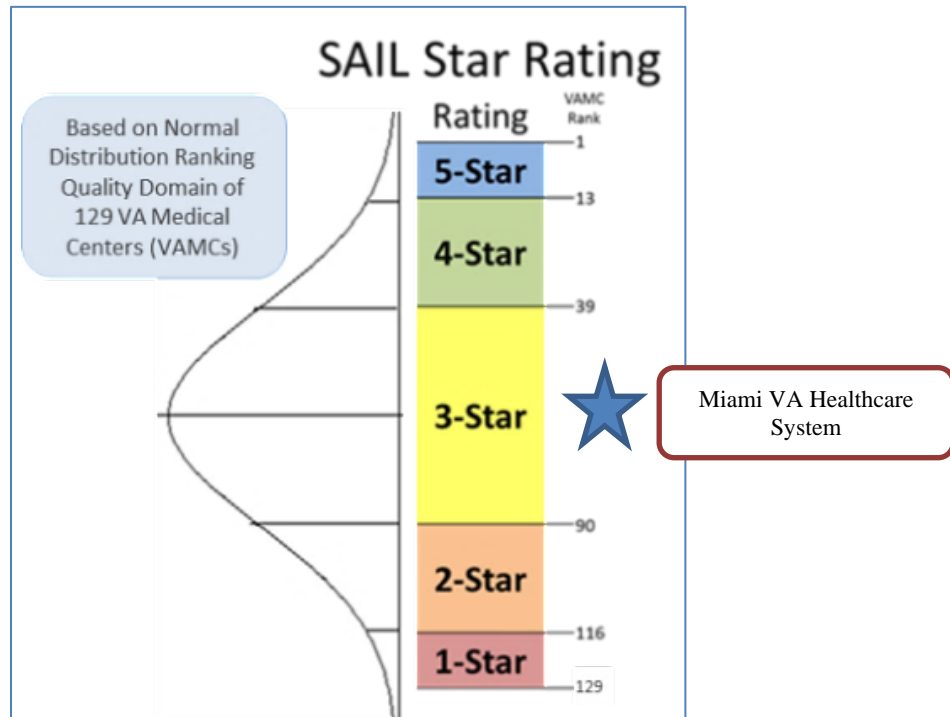 SAIL Star Rating
Based on Normal
Distribution Ranking
Quality Domain of
129 VA Medical
Centers (VAMCs)
Rating
VAMC
Rank
1
5-Star
13
4-Star
39
3-Star
Miami VA Healthcare
System
90
2-Star
116
1-Star
129